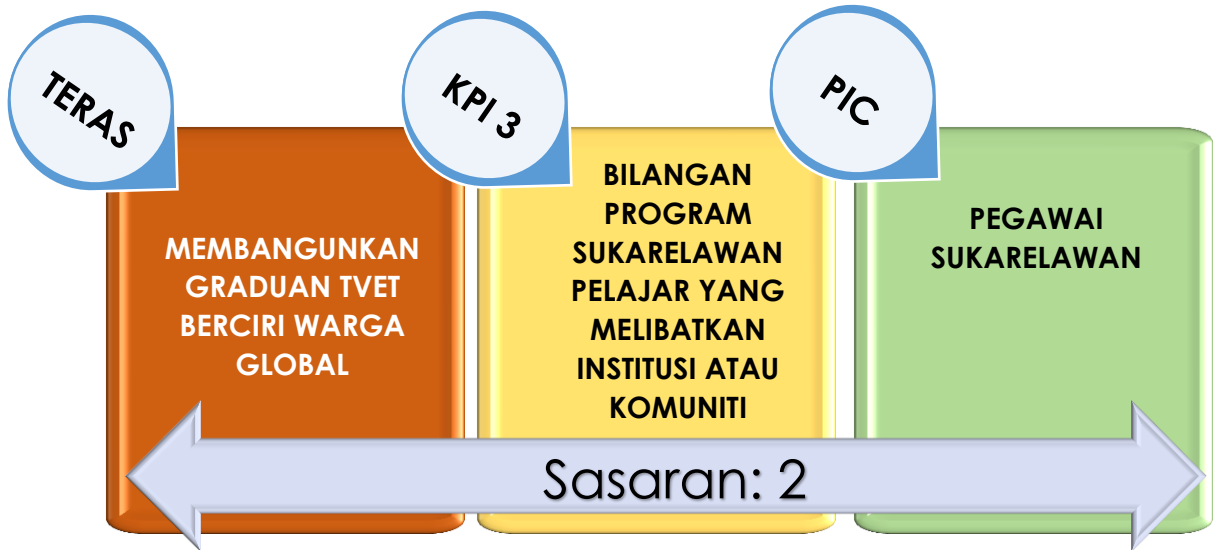 TERAS
MEMBANGUNKAN
GRADUAN TVET
BERCIRI WARGA
GLOBAL
KPI 3
BILANGAN
PROGRAM
SUKARELAWAN
PELAJAR YANG
MELIBATKAN
INSTITUSI ATAU
KOMUNITI
PIC
PEGAWAI
SUKARELAWAN
Sasaran: 2